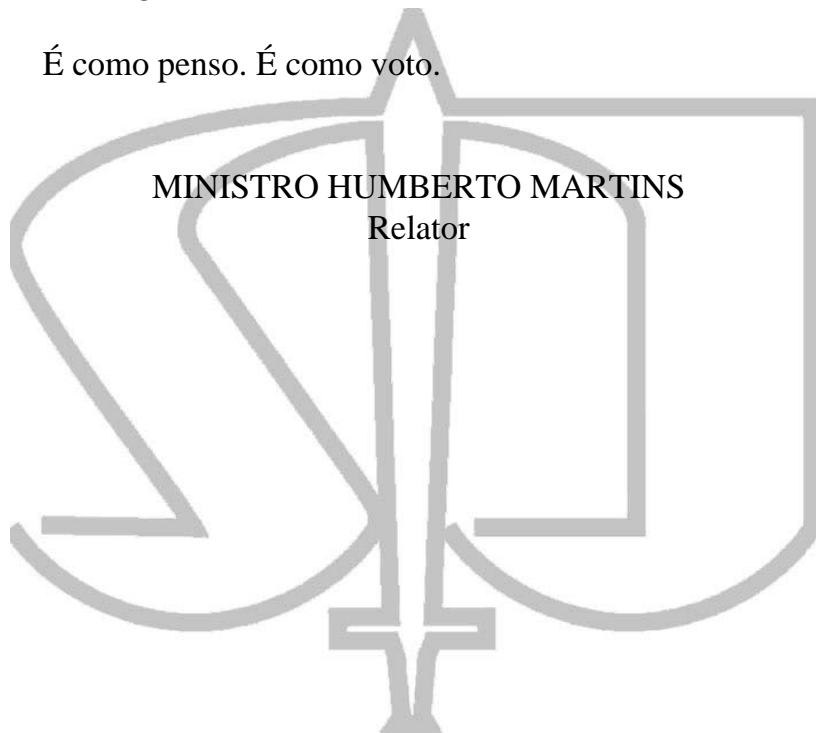 É como penso. É como voto.
MINISTRO HUMBERTO MARTINS
Relator